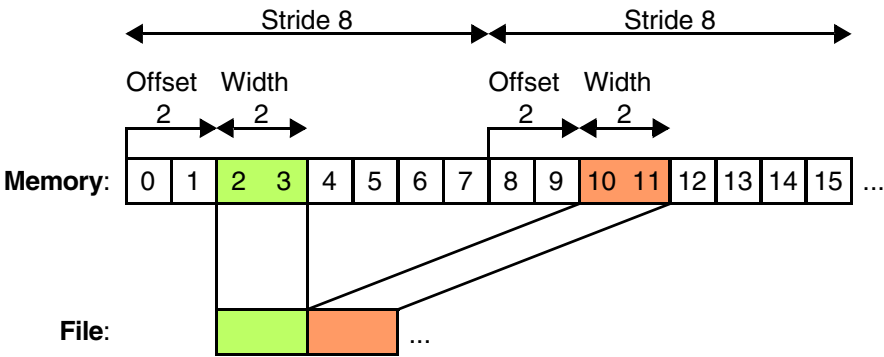 Stride 8 Stride 8
Offset Width Offset Width
2 2 2 2
Memory: 0 1 2 3 4 5 6 7 8 9 10 11 12 13 14 15 ...
File: ...